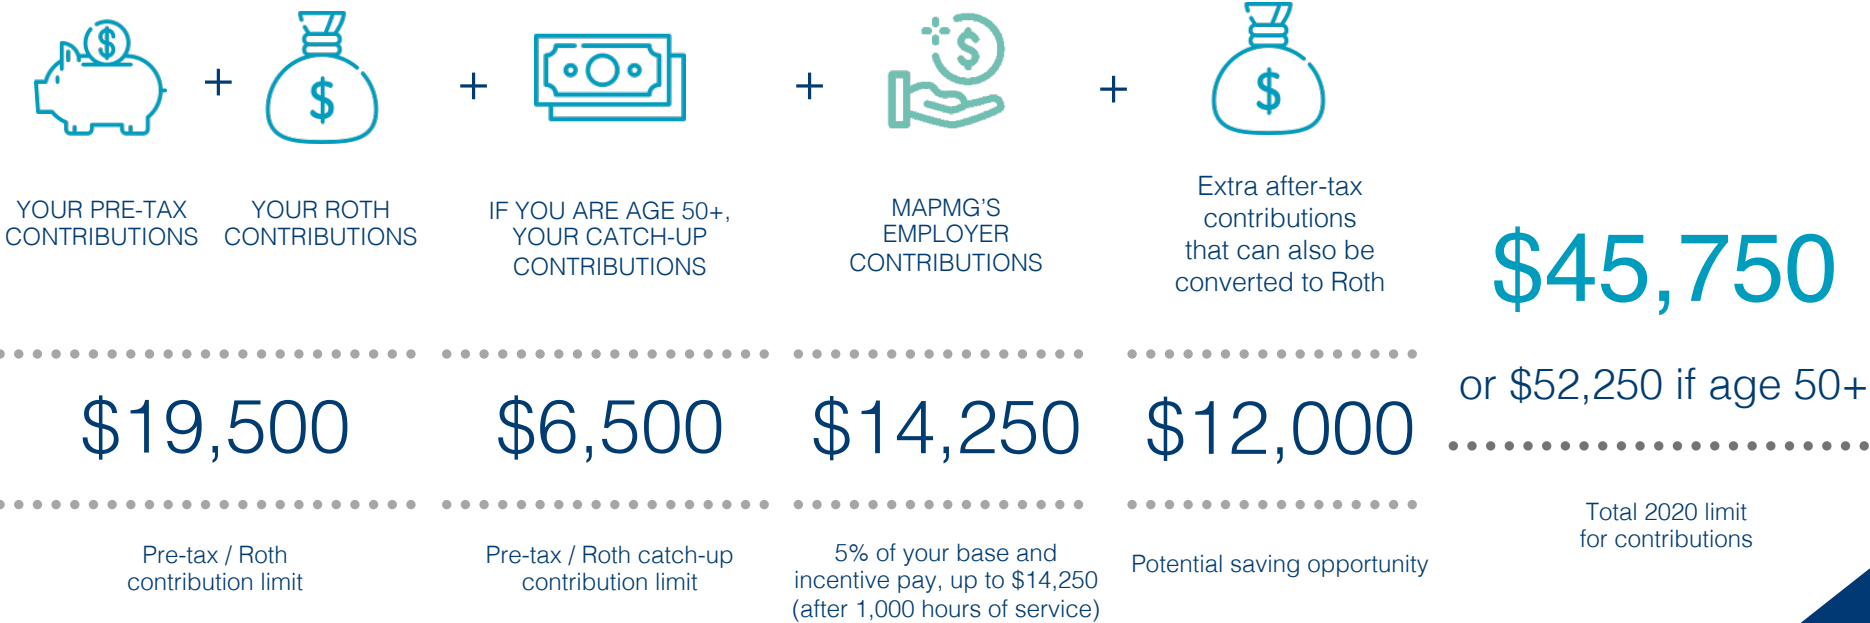 $
$
$
$
+
+
+
+
YOUR PRE-TAX
CONTRIBUTIONS
YOUR ROTH
CONTRIBUTIONS
IF YOU ARE AGE 50+,
YOUR CATCH-UP
CONTRIBUTIONS
MAPMG'S
EMPLOYER
CONTRIBUTIONS
Extra after-tax
contributions
that can also be
converted to Roth
$45,750
or $52,250 if age 50+
$19,500
$6,500
$14,250
$12,000
Pre-tax / Roth
contribution limit
Pre-tax / Roth catch-up
contribution limit
5% of your base and
incentive pay, up to $14,250
(after 1,000 hours of service)
Potential saving opportunity
Total 2020 limit
for contributions